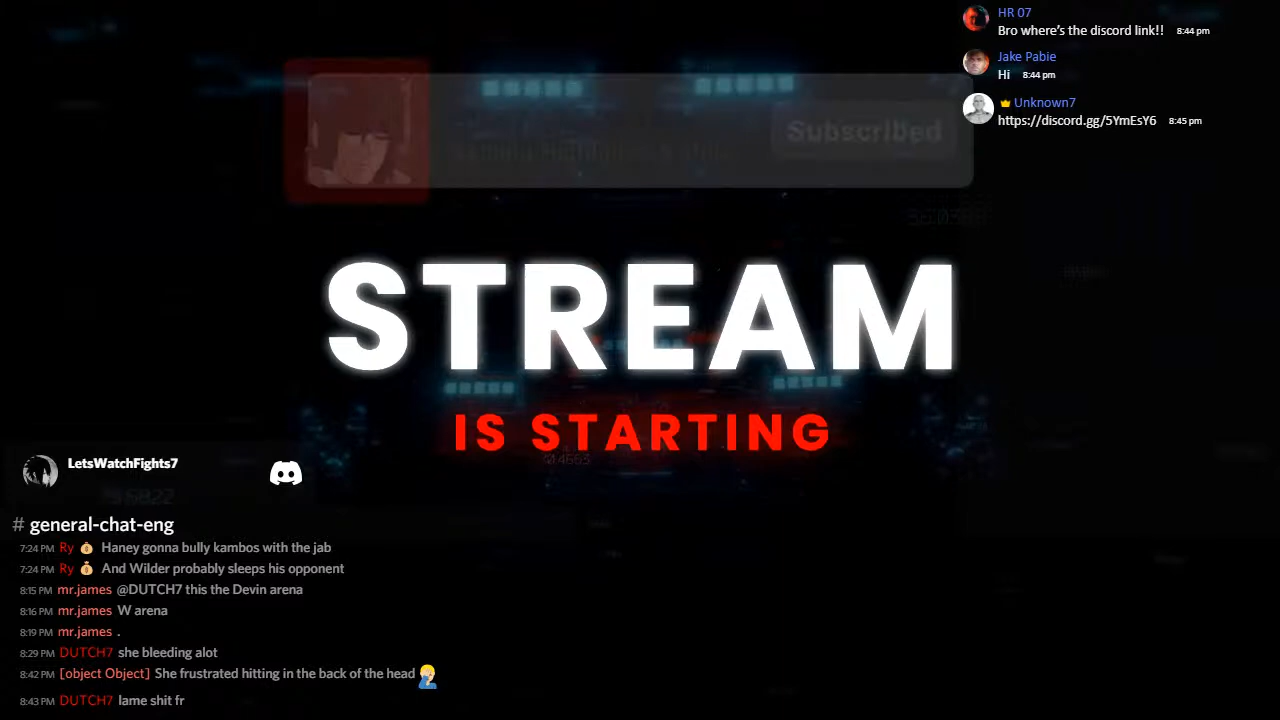 HR 07
Bro where's the discord link!! 8:44 pm
Jake Pabie
Hi 8:44 pm
Unknown7
https://discord.gg/5YmEsY6 8:45 pm
Subscribed
STREAM
IS STARTING
LetsWatchFights7
# general-chat-eng
7:24 PM Ry Haney gonna bully kambos with the jab
7:24 PM Ry And Wilder probably sleeps his opponent
8:15 PM mr.james @DUTCH7 this the Devin arena
8:16 PM mr.james W arena
8:19 PM mr.james .
8:29 PM DUTCH7 she bleeding alot
8:42 PM [object Object] She frustrated hitting in the back of the head
8:43 PM DUTCH7 lame shit fr